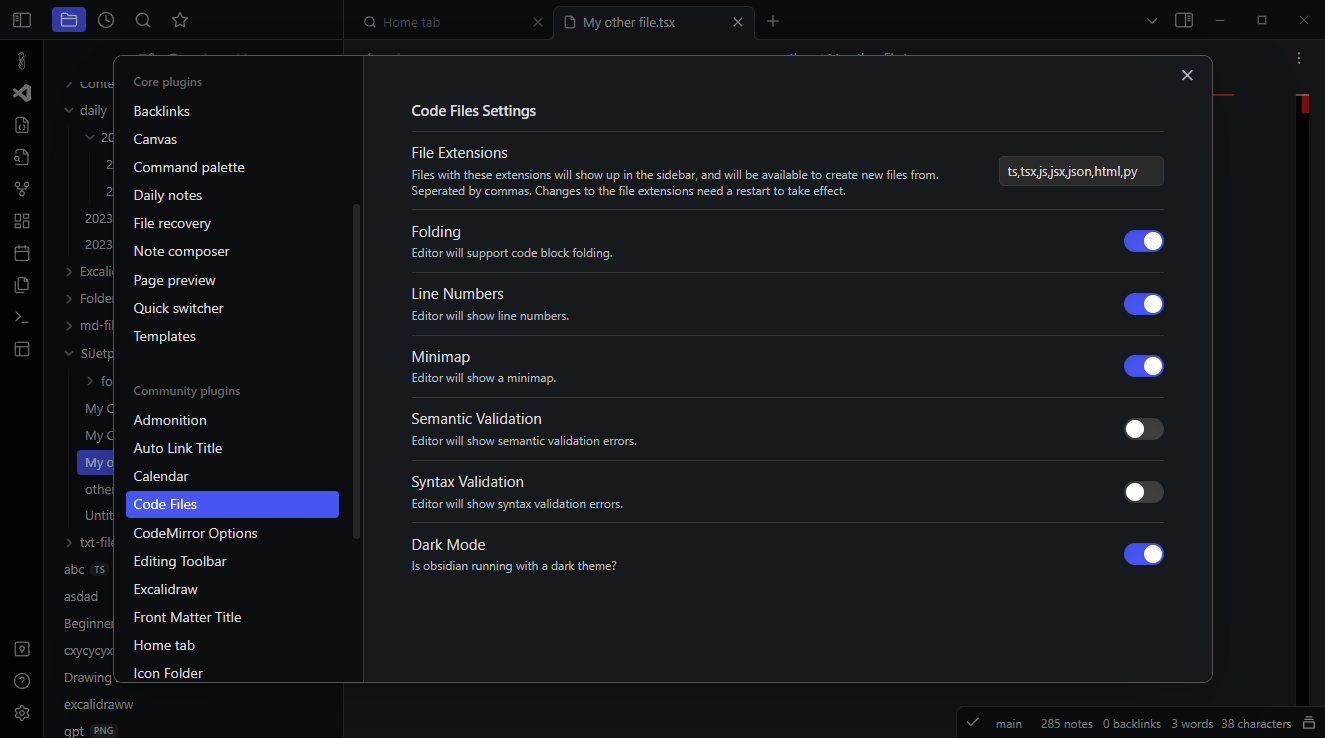 Home tab
My other file.tsx
Conte
daily
20
2
2
2023
2023
Excali
Folder
md-fil
SiJetp
fo
My C
My C
My o
other
Untit
txt-file
abc TS
asdad
Beginner
cxycycyx
Drawing
excalidraww
gpt PNG
Core plugins
Backlinks
Canvas
Command palette
Daily notes
File recovery
Note composer
Page preview
Quick switcher
Templates
Community plugins
Admonition
Auto Link Title
Calendar
Code Files
CodeMirror Options
Editing Toolbar
Excalidraw
Front Matter Title
Home tab
Icon Folder
Code Files Settings
File Extensions
Files with these extensions will show up in the sidebar, and will be available to create new files from.
Seperated by commas. Changes to the file extensions need a restart to take effect.
ts,tsx,js,jsx,json,html,py
Folding
Editor will support code block folding.
Line Numbers
Editor will show line numbers.
Minimap
Editor will show a minimap.
Semantic Validation
Editor will show semantic validation errors.
Syntax Validation
Editor will show syntax validation errors.
Dark Mode
Is obsidian running with a dark theme?
main 285 notes 0 backlinks 3 words 38 characters